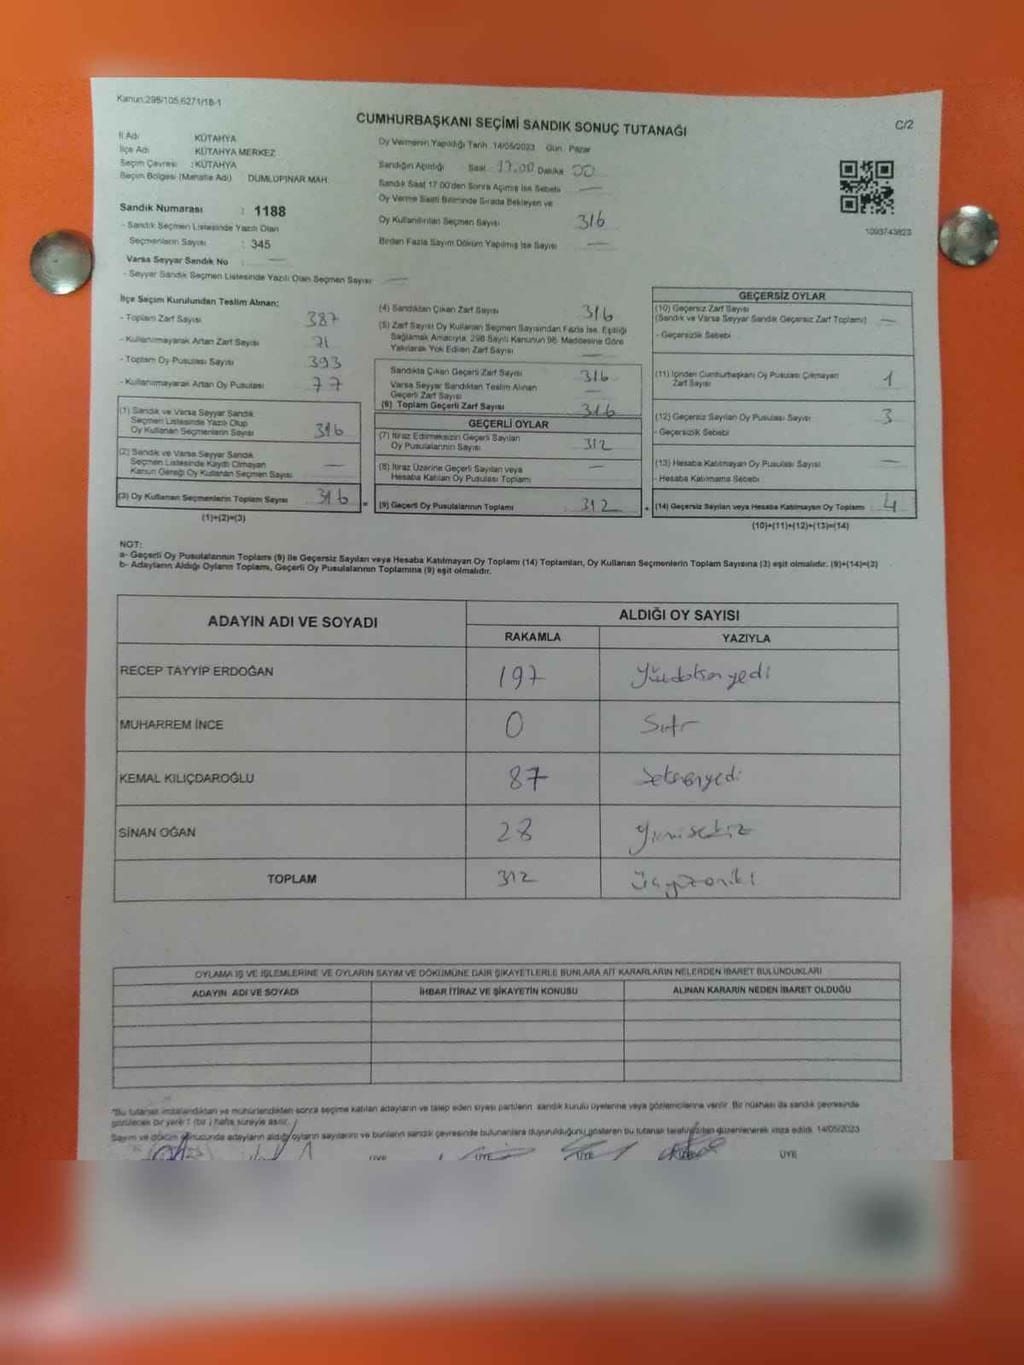 Kanun:298/105,6271/18-1
CUMHURBAŞKANI SEÇİMİ SANDIK SONUÇ TUTANAĞI
C/2
İl Adı KÜTAHYA
İlçe Adı KÜTAHYA MERKEZ
Seçim Çevresi : KÜTAHYA
Seçim Bölgesi (Mahalle Adı) DUMLUPINAR MAH.
Oy Vermenin Yapıldığı Tarih 14/05/2023 Gün Pazar
Sandığın Açıldığı Saat 17.00 Dakika 00
Sandık Saat 17.00'den Sonra Açılmış İse Sebebi —
Oy Verme Saati Bitiminde Sırada Bekleyen ve
Oy Kullandırılan Seçmen Sayısı 316
Birden Fazla Sayım Döküm Yapılmış İse Sayısı —
1093743823
Sandık Numarası : 1188
- Sandık Seçmen Listesinde Yazılı Olan
Seçmenlerin Sayısı : 345
Varsa Seyyar Sandık No : —
- Seyyar Sandık Seçmen Listesinde Yazılı Olan Seçmen Sayısı —
İlçe Seçim Kurulundan Teslim Alınan:
- Toplam Zarf Sayısı 387
- Kullanılmayarak Artan Zarf Sayısı 71
- Toplam Oy Pusulası Sayısı 393
- Kullanılmayarak Artan Oy Pusulası 77
(1) Sandık ve Varsa Seyyar Sandık
Seçmen Listesinde Yazılı Olup
Oy Kullanan Seçmenlerin Sayısı 316
(2) Sandık ve Varsa Seyyar Sandık
Seçmen Listesinde Kaydı Olmayan
Kanun Gereği Oy Kullanan Seçmen Sayısı —
(3) Oy Kullanan Seçmenlerin Toplam Sayısı 316 =
(1)+(2)=(3)
(4) Sandıktan Çıkan Zarf Sayısı 316
(5) Zarf Sayısı Oy Kullanan Seçmen Sayısından Fazla İse, Eşitliği
Sağlamak Amacıyla, 298 Sayılı Kanunun 98. Maddesine Göre
Yakılarak Yok Edilen Zarf Sayısı —
Sandıkta Çıkan Geçerli Zarf Sayısı 316
Varsa Seyyar Sandıktan Teslim Alınan
Geçerli Zarf Sayısı —
(6) Toplam Geçerli Zarf Sayısı 316
GEÇERLİ OYLAR
(7) İtiraz Edilmeksizin Geçerli Sayılan
Oy Pusulalarının Sayısı 312
(8) İtiraz Üzerine Geçerli Sayılan veya
Hesaba Katılan Oy Pusulası Toplamı —
(9) Geçerli Oy Pusulalarının Toplamı 312 +
GEÇERSİZ OYLAR
(10) Geçersiz Zarf Sayısı
(Sandık ve Varsa Seyyar Sandık Geçersiz Zarf Toplamı) —
- Geçersizlik Sebebi
(11) İçinden Cumhurbaşkanı Oy Pusulası Çıkmayan
Zarf Sayısı 1
(12) Geçersiz Sayılan Oy Pusulası Sayısı 3
- Geçersizlik Sebebi
(13) Hesaba Katılmayan Oy Pusulası Sayısı —
- Hesaba Katılmama Sebebi
(14) Geçersiz Sayılan veya Hesaba Katılmayan Oy Toplamı : 4
(10)+(11)+(12)+(13)=(14)
NOT:
a- Geçerli Oy Pusulalarının Toplamı (9) ile Geçersiz Sayılan veya Hesaba Katılmayan Oy Toplamı (14) Toplamları, Oy Kullanan Seçmenlerin Toplam Sayısına (3) eşit olmalıdır. (9)+(14)=(3)
b- Adayların Aldığı Oyların Toplamı, Geçerli Oy Pusulalarının Toplamına (9) eşit olmalıdır.
ADAYIN ADI VE SOYADI ALDIĞI OY SAYISI
RAKAMLA YAZIYLA
RECEP TAYYİP ERDOĞAN 197 Yüzdoksanyedi
MUHARREM İNCE 0 Sıfır
KEMAL KILIÇDAROĞLU 87 Seksenyedi
SİNAN OĞAN 28 Yirmisekiz
TOPLAM 312 üçyüzoniki
OYLAMA İŞ VE İŞLEMLERİNE VE OYLARIN SAYIM VE DÖKÜMÜNE DAİR ŞİKAYETLERLE BUNLARA AİT KARARLARIN NELERDEN İBARET BULUNDUKLARI
ADAYIN ADI VE SOYADI İHBAR İTİRAZ VE ŞİKAYETİN KONUSU ALINAN KARARIN NEDEN İBARET OLDUĞU
*Bu tutanak imzalandıktan ve mühürlendikten sonra seçime katılan adayların ve talep eden siyasi partilerin sandık kurulu üyelerine veya gözlemcilerine verilir. Bir nüshası da sandık çevresinde
görülecek bir yere 1 (bir) hafta süreyle asılır.
Sayım ve döküm sonucunda adayların aldığı oyların sayılarını ve bunların sandık çevresinde bulunanlara duyurulduğunu gösteren bu tutanak tarafımızdan düzenlenerek imza edildi. 14/05/2023
ÜYE ÜYE ÜYE ÜYE